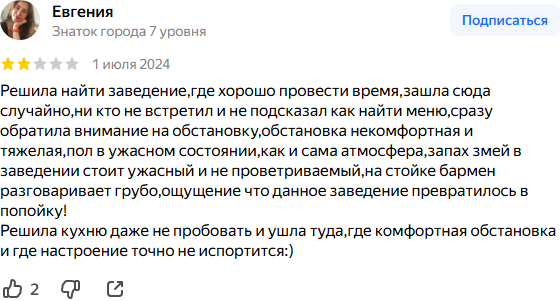 Евгения
Знаток города 7 уровня
Подписаться
1 июля 2024
Решила найти заведение,где хорошо провести время,зашла сюда
случайно,ни кто не встретил и не подсказал как найти меню,сразу
обратила внимание на обстановку,обстановка некомфортная и
тяжелая,пол в ужасном состоянии,как и сама атмосфера,запах змей в
заведении стоит ужасный и не проветриваемый,на стойке бармен
разговаривает грубо,ощущение что данное заведение превратилось в
попойку!
Решила кухню даже не пробовать и ушла туда,где комфортная обстановка
и где настроение точно не испортится:)
2